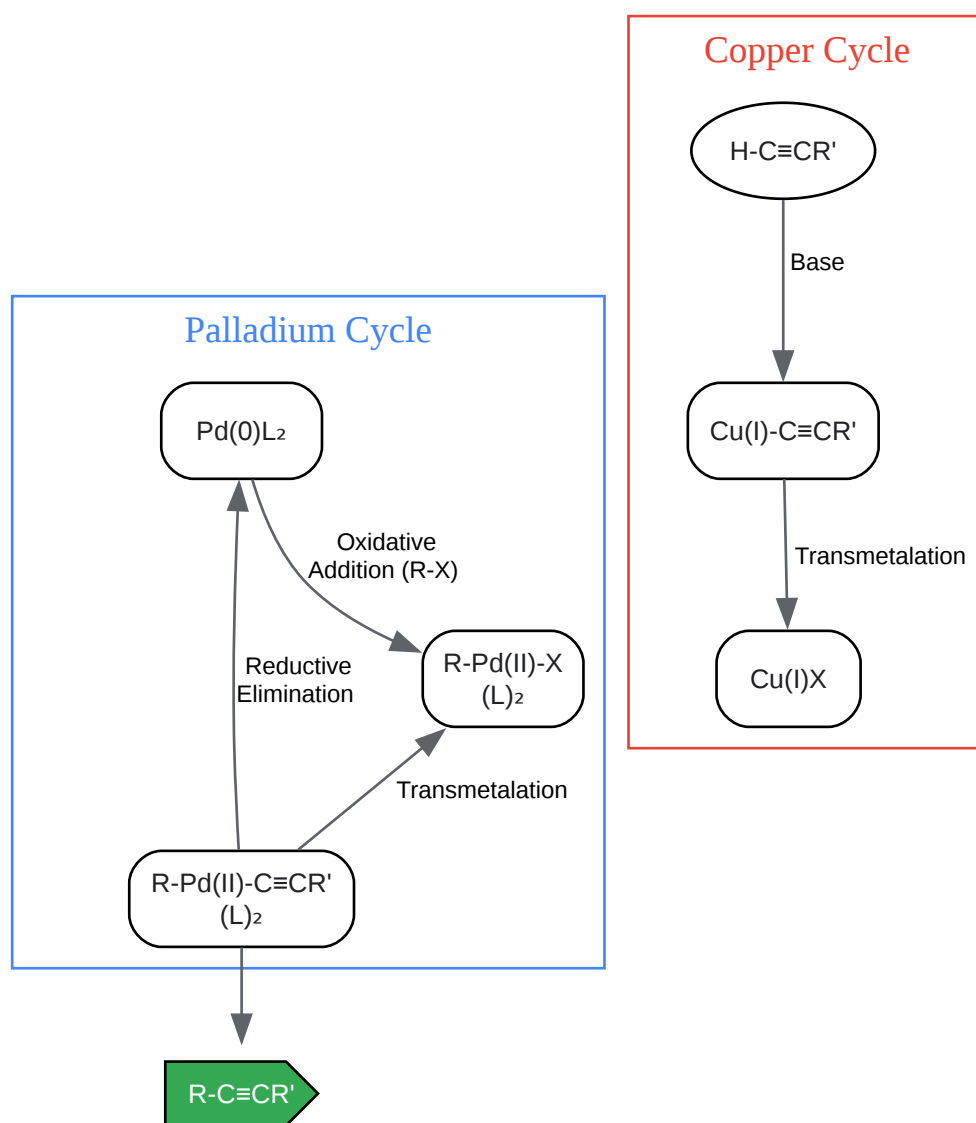 Copper Cycle
H-C≡CR'
Base
Cu(I)-C≡CR'
Transmetalation
Cu(I)X
Palladium Cycle
Pd(0)L₂
Oxidative
Addition (R-X)
Reductive
Elimination
R-Pd(II)-X
(L)₂
Transmetalation
R-Pd(II)-C≡CR'
(L)₂
R-C≡CR'